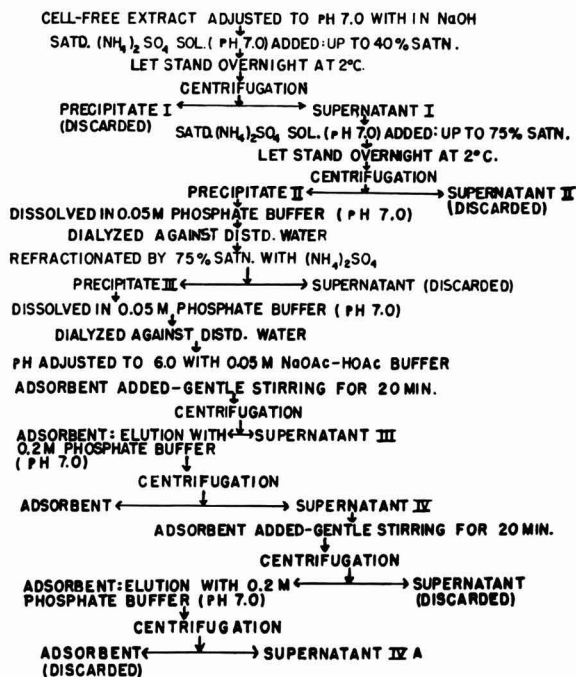 CELL-FREE EXTRACT ADJUSTED TO PH 7.0 WITH IN NaOH
SATD. (NH4)2 SO4 SOL. (PH 7.0) ADDED: UP TO 40% SATN.
LET STAND OVERNIGHT AT 2°C.
CENTRIFUGATION
PRECIPITATE I SUPERNATANT I
(DISCARDED)
SATD. (NH4)2SO4 SOL. (PH 7.0) ADDED: UP TO 75% SATN.
LET STAND OVERNIGHT AT 2°C.
CENTRIFUGATION
PRECIPITATE II SUPERNATANT II
(DISCARDED)
DISSOLVED IN 0.05M PHOSPHATE BUFFER (PH 7.0)
DIALYZED AGAINST DISTD. WATER
REFRACTIONATED BY 75% SATN. WITH (NH4)2SO4
PRECIPITATE III SUPERNATANT (DISCARDED)
DISSOLVED IN 0.05 M PHOSPHATE BUFFER (PH 7.0)
DIALYZED AGAINST DISTD. WATER
PH ADJUSTED TO 6.0 WITH 0.05M NaOAc-HOAc BUFFER
ADSORBENT ADDED-GENTLE STIRRING FOR 20 MIN.
CENTRIFUGATION
ADSORBENT: ELUTION WITH SUPERNATANT III
0.2M PHOSPHATE BUFFER
(PH 7.0)
CENTRIFUGATION
ADSORBENT SUPERNATANT IV
ADSORBENT ADDED-GENTLE STIRRING FOR 20 MIN.
CENTRIFUGATION
ADSORBENT: ELUTION WITH 0.2 M SUPERNATANT
PHOSPHATE BUFFER (PH 7.0) (DISCARDED)
CENTRIFUGATION
ADSORBENT SUPERNATANT IV A
(DISCARDED)